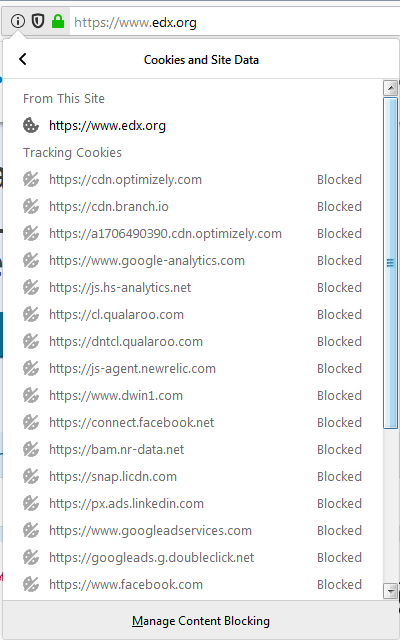 https://www.edx.org
Cookies and Site Data
From This Site
https://www.edx.org
Tracking Cookies
https://cdn.optimizely.com Blocked
https://cdn.branch.io Blocked
https://a1706490390.cdn.optimizely.com Blocked
https://www.google-analytics.com Blocked
https://js.hs-analytics.net Blocked
https://cl.qualaroo.com Blocked
https://dntcl.qualaroo.com Blocked
https://js-agent.newrelic.com Blocked
https://www.dwin1.com Blocked
https://connect.facebook.net Blocked
https://bam.nr-data.net Blocked
https://snap.licdn.com Blocked
https://px.ads.linkedin.com Blocked
https://www.googleadservices.com Blocked
https://googleads.g.doubleclick.net Blocked
https://www.facebook.com Blocked
Manage Content Blocking